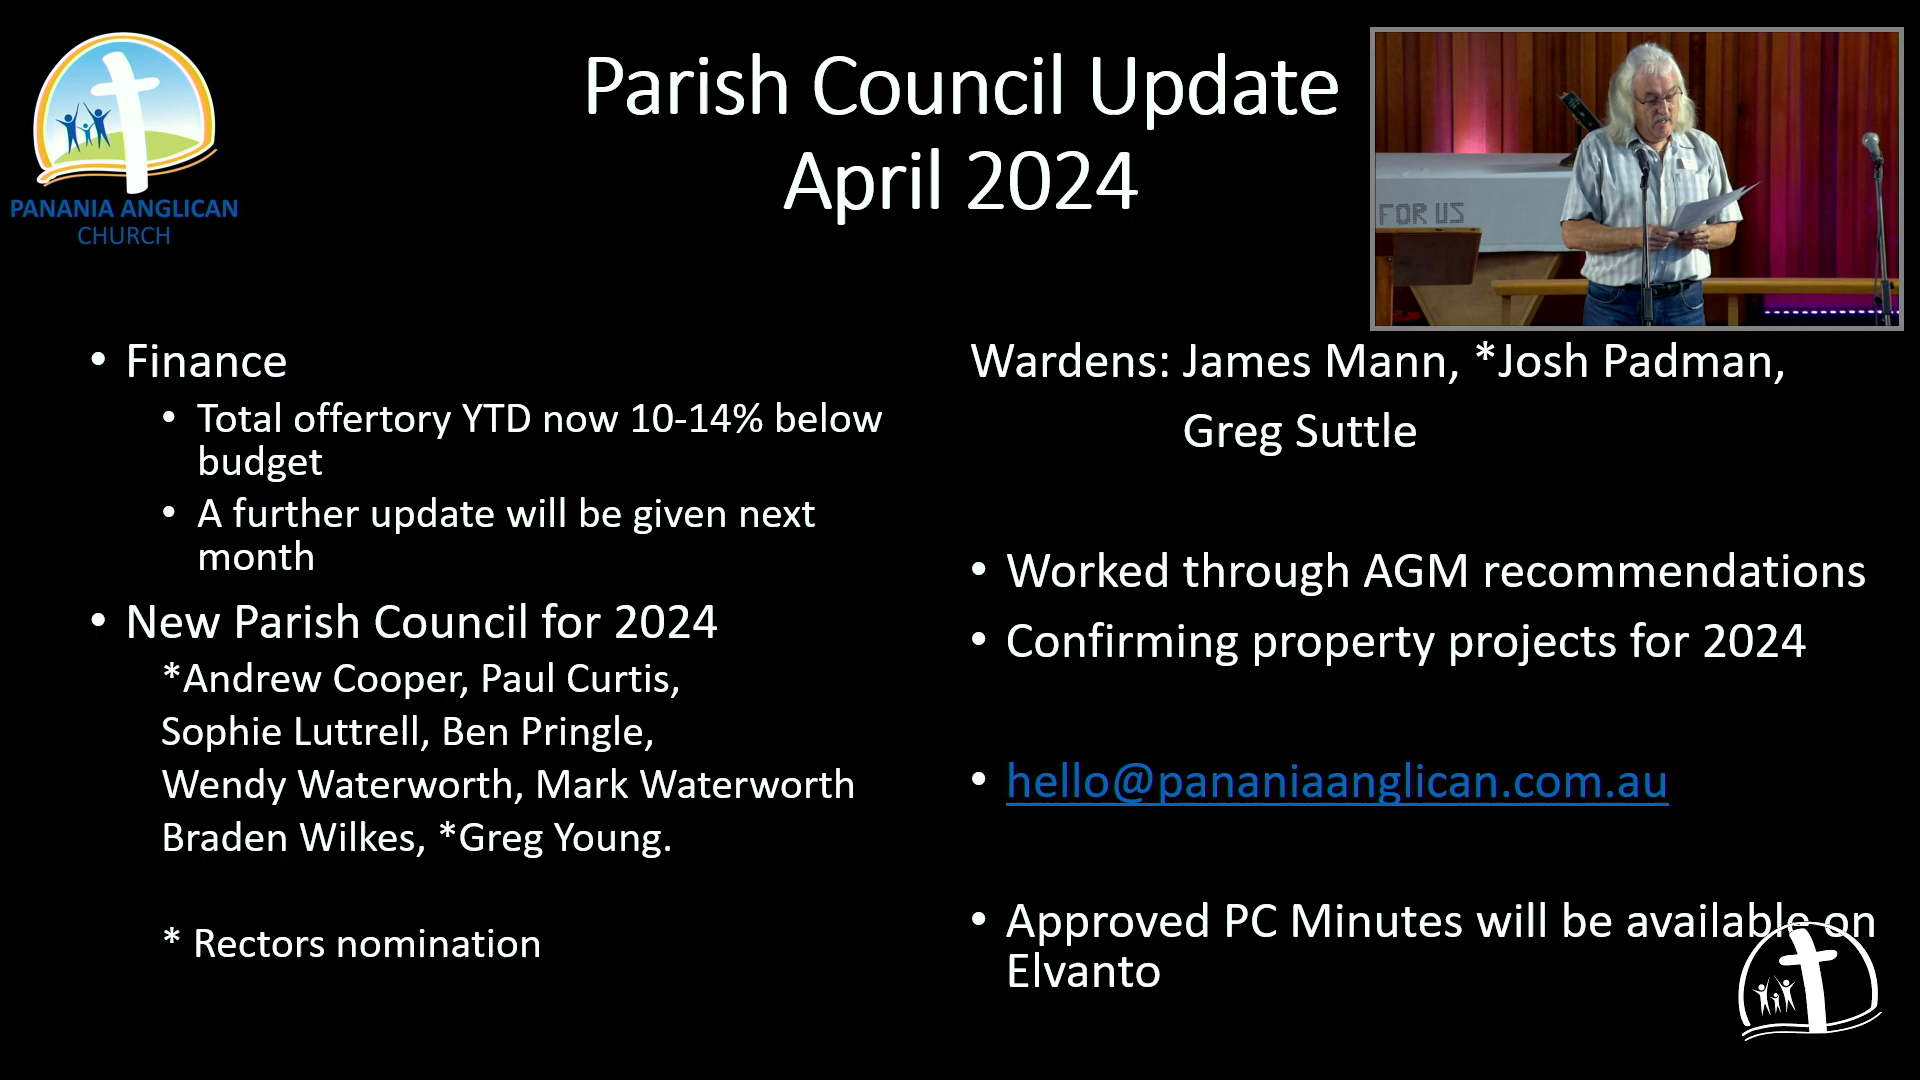 PANANIA ANGLICAN
CHURCH
Parish Council Update
April 2024
FOR US
• Finance
• Total offertory YTD now 10-14% below
budget
• A further update will be given next
month
• New Parish Council for 2024
*Andrew Cooper, Paul Curtis,
Sophie Luttrell, Ben Pringle,
Wendy Waterworth, Mark Waterworth
Braden Wilkes, *Greg Young.
* Rectors nomination
Wardens: James Mann, *Josh Padman,
Greg Suttle
• Worked through AGM recommendations
• Confirming property projects for 2024
• hello@pananiaanglican.com.au
• Approved PC Minutes will be available on
Elvanto